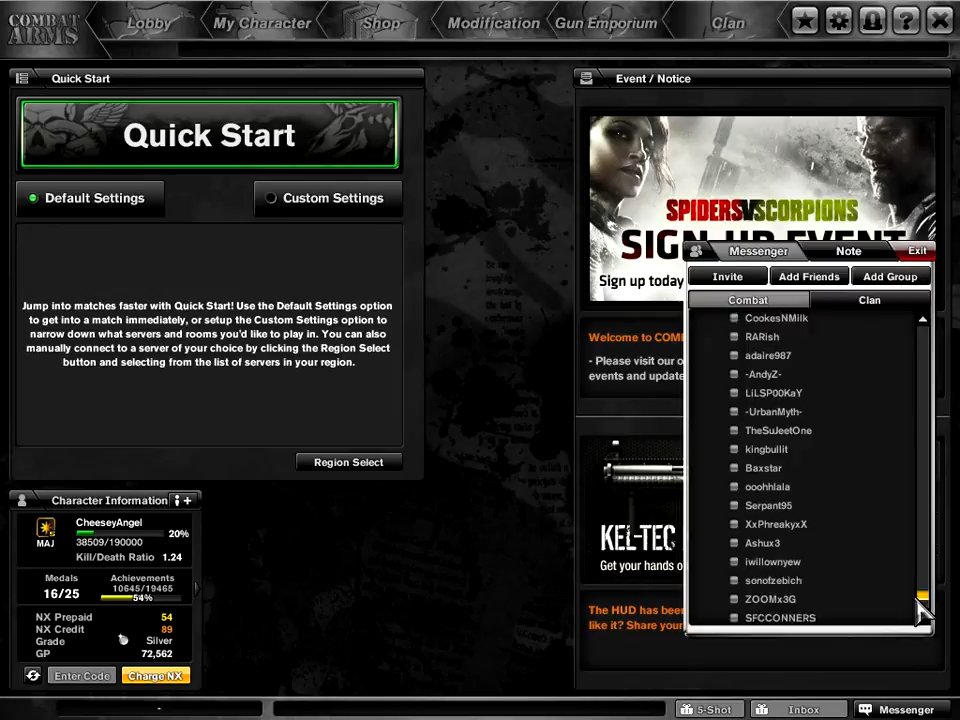 COMBAT
ARMS
Lobby
My Character
Shop
Modification
Gun Emporium
Clan
Quick Start
Quick Start
Default Settings
Custom Settings
Jump into matches faster with Quick Start! Use the Default Settings option
to get into a match immediately, or setup the Custom Settings option to
narrow down what servers and rooms you'd like to play in. You can also
manually connect to a server of your choice by clicking the Region Select
button and selecting from the list of servers in your region.
Region Select
Character Information
CheeseyAngel
MAJ
20%
38509/190000
Kill/Death Ratio 1.24
Medals
16/25
Achievements
10645/19465
54%
NX Prepaid 54
NX Credit 89
Grade Silver
GP 72,562
Enter Code
Charge NX
Event / Notice
SPIDERSVSSCORPIONS
SIGN-UP EVENT
Sign up today
Welcome to
- Please visit our
events and
KEL-TEC
Get your hands
The HUD has been
like it? Share your
Messenger
Note
Exit
Invite
Add Friends
Add Group
Combat
Clan
CookesNMilk
RARish
adaire987
-AndyZ-
LiLSP00KaY
-UrbanMyth-
TheSuJeetOne
kingbullit
Baxstar
ooohhlala
Serpant95
XxPhreakyxX
Ashux3
iwillownyew
sonofzebich
ZOOMx3G
SFCCONNERS
-
5-Shot
Inbox
Messenger